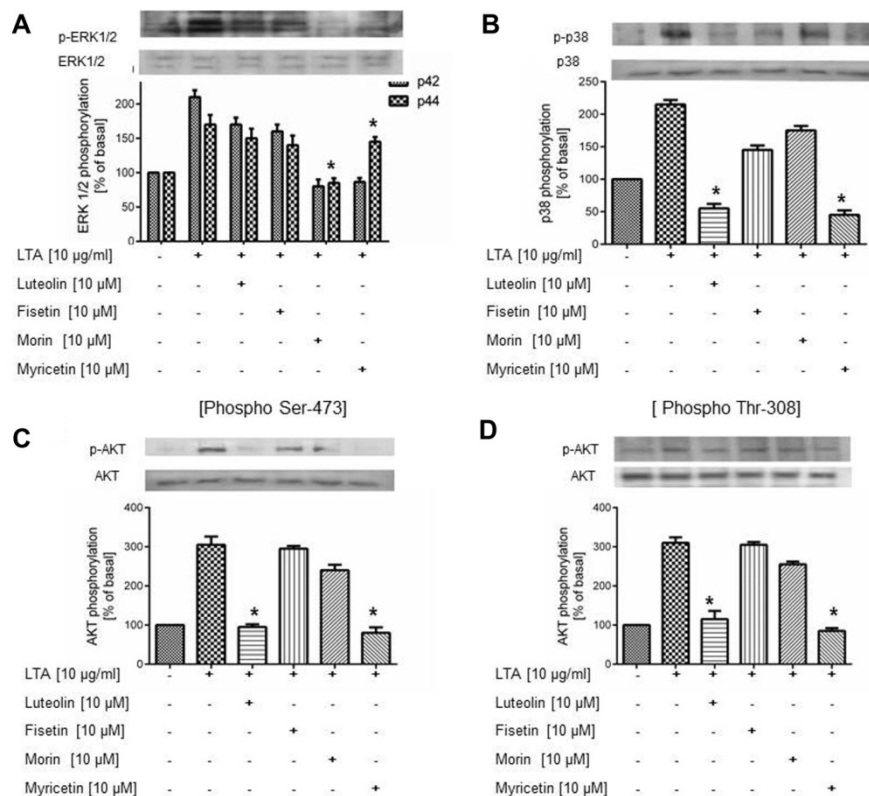 A
p-ERK1/2
ERK1/2
p42
p44
ERK 1/2 phosphorylation
[% of basal]
200
150
100
50
* *
LTA [10 µg/ml] - + + + + +
Luteolin [10 µM] - - + - - -
Fisetin [10 µM] - - - + - -
Morin [10 µM] - - - - + -
Myricetin [10 µM] - - - - - +
B
p-p38
p38
p38 phosphorylation
[% of basal]
250
200
150
100
50
0
* *
LTA [10 µg/ml] - + + + + +
Luteolin [10 µM] - - + - - -
Fisetin [10 µM] - - - + - -
Morin [10 µM] - - - - + -
Myricetin [10 µM] - - - - - +
[Phospho Ser-473]
C
p-AKT
AKT
AKT phosphorylation
[% of basal]
400
300
200
100
0
* *
LTA [10 µg/ml] - + + + + +
Luteolin [10 µM] - - + - - -
Fisetin [10 µM] - - - + - -
Morin [10 µM] - - - - + -
Myricetin [10 µM] - - - - - +
[ Phospho Thr-308]
D
p-AKT
AKT
AKT phosphorylation
[% of basal]
400
300
200
100
0
* *
LTA [10 µg/ml] - + + + + +
Luteolin [10 µM] - - + - - -
Fisetin [10 µM] - - - + - -
Morin [10 µM] - - - - + -
Myricetin [10 µM] - - - - - +